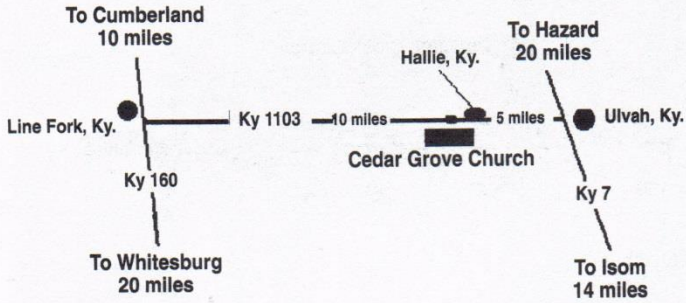 To Cumberland
10 miles
To Hazard
20 miles
Hallie, Ky.
Line Fork, Ky.
Ky 1103
10 miles
5 miles
Ulvah, Ky.
Cedar Grove Church
Ky 160
Ky 7
To Whitesburg
20 miles
To Isom
14 miles